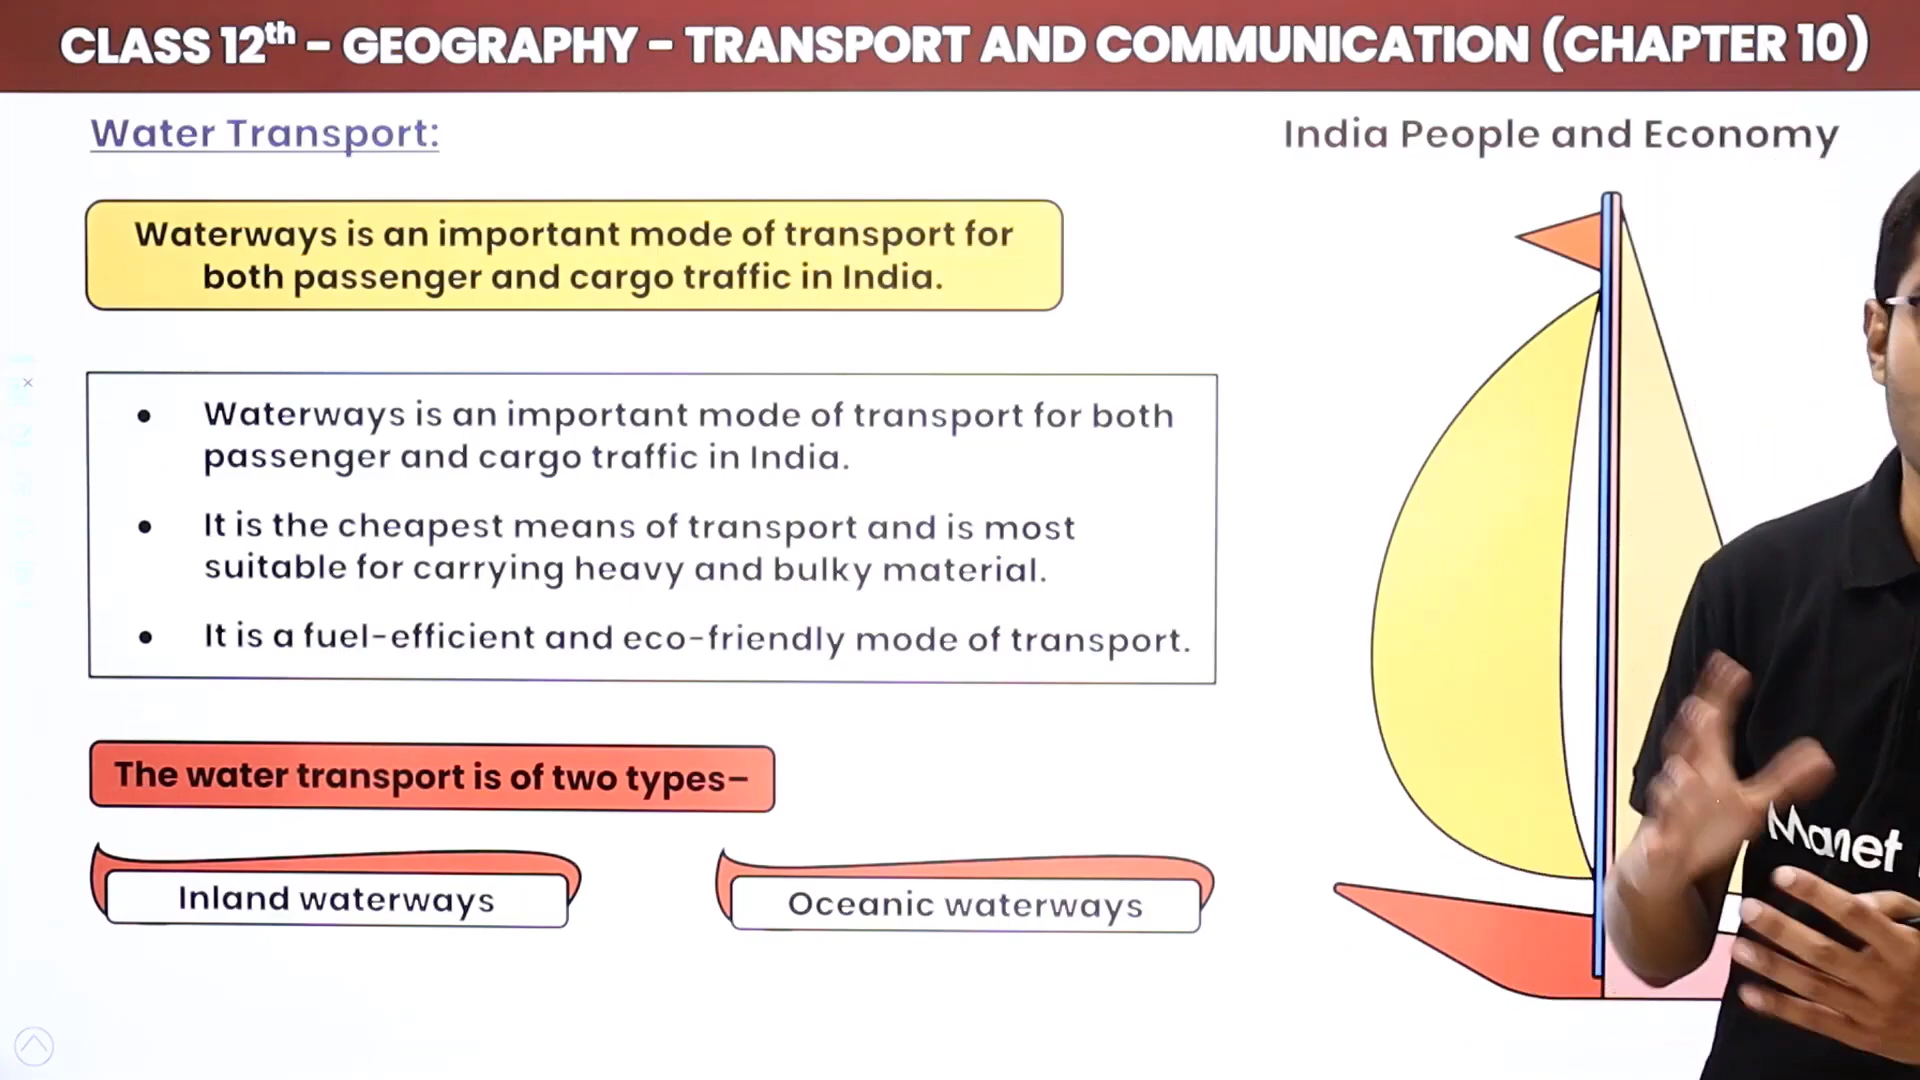 CLASS 12th – GEOGRAPHY – TRANSPORT AND COMMUNICATION (CHAPTER 10)
Water Transport:
India People and Economy
Waterways is an important mode of transport for
both passenger and cargo traffic in India.
• Waterways is an important mode of transport for both
passenger and cargo traffic in India.
• It is the cheapest means of transport and is most
suitable for carrying heavy and bulky material.
• It is a fuel-efficient and eco-friendly mode of transport.
The water transport is of two types–
Inland waterways
Oceanic waterways
Manet